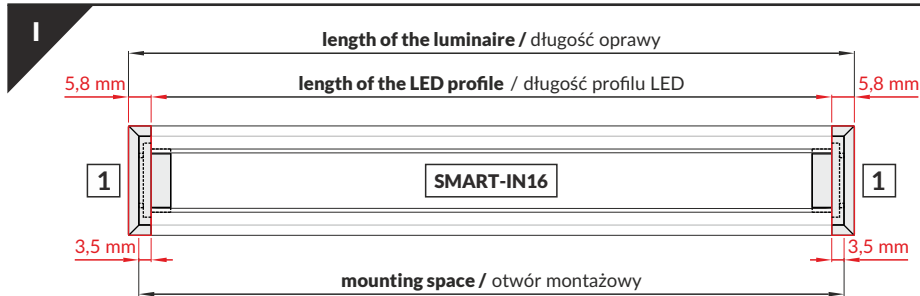 I
length of the luminaire / długość oprawy
5,8 mm length of the LED profile / długość profilu LED 5,8 mm
1 SMART-IN16 1
3,5 mm 3,5 mm
mounting space / otwór montażowy